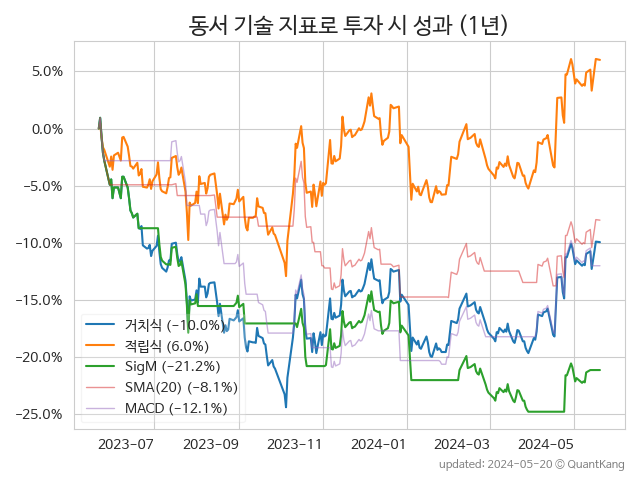 동서 기술 지표로 투자 시 성과 (1년)
5.0%
0.0%
−5.0%
−10.0%
−15.0%
−20.0%
−25.0%
거치식 (−10.0%)
적립식 (6.0%)
SigM (−21.2%)
SMA(20) (−8.1%)
MACD (−12.1%)
2023-07 2023-09 2023-11 2024-01 2024-03 2024-05
updated: 2024-05-20 © QuantKang